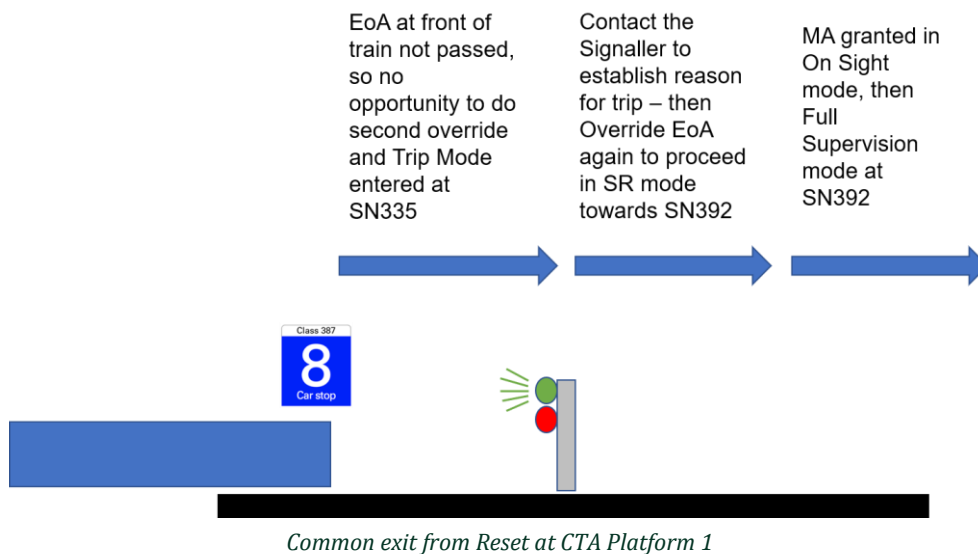 EoA at front of
train not passed,
so no
opportunity to do
second override
and Trip Mode
entered at
SN335
Contact the
Signaller to
establish reason
for trip – then
Override EoA
again to proceed
in SR mode
towards SN392
MA granted in
On Sight
mode, then
Full
Supervision
mode at
SN392
Class 387
8
Car stop
Common exit from Reset at CTA Platform 1